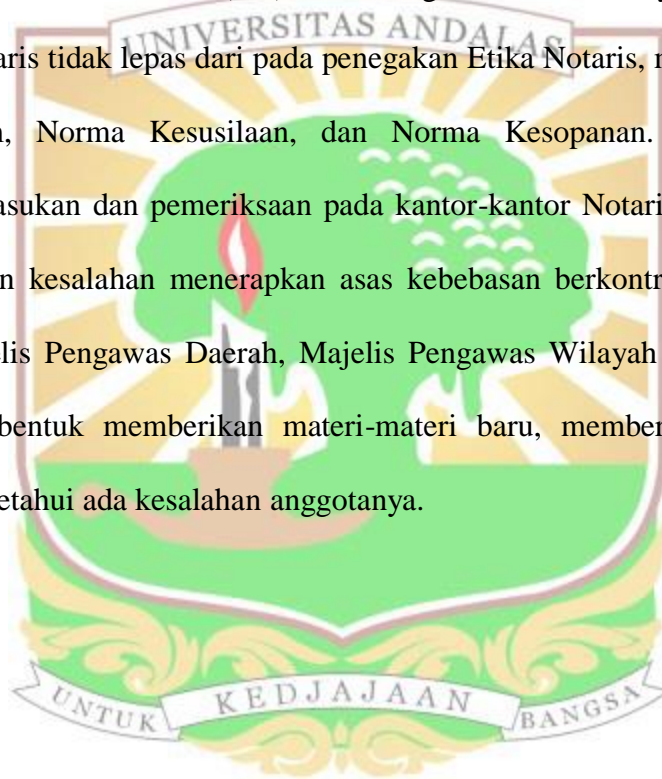 UNIVERSITAS ANDALAS
aris tidak lepas dari pada penegakan Etika Notaris,
Norma Kesusilaan, dan Norma Kesopanan.
asukan dan pemeriksaan pada kantor-kantor Notari
n kesalahan menerapkan asas kebebasan berkontr
elis Pengawas Daerah, Majelis Pengawas Wilayah
bentuk memberikan materi-materi baru, member
etahui ada kesalahan anggotanya.
UNTUK KEDJAJAAN BANGSA